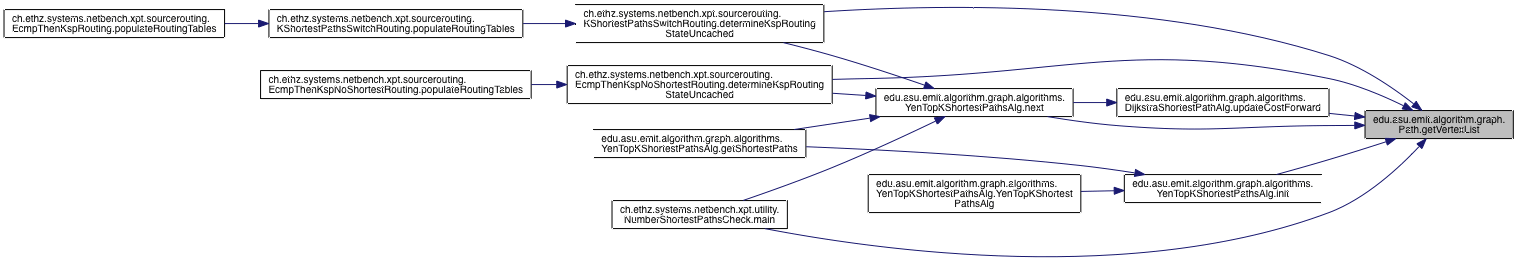 ch.ethz.systems.netbench.xpt.sourcerouting.
EcmpThenKspRouting.populateRoutingTables
ch.ethz.systems.netbench.xpt.sourcerouting.
KShortestPathsSwitchRouting.populateRoutingTables
ch.ethz.systems.netbench.xpt.sourcerouting.
KShortestPathsSwitchRouting.determineKspRouting
StateUncached
ch.ethz.systems.netbench.xpt.sourcerouting.
EcmpThenKspNoShortestRouting.populateRoutingTables
ch.ethz.systems.netbench.xpt.sourcerouting.
EcmpThenKspNoShortestRouting.determineKspRouting
StateUncached
edu.asu.emit.algorithm.graph.algorithms.
YenTopKShortestPathsAlg.next
edu.asu.emit.algorithm.graph.algorithms.
DijkstraShortestPathAlg.updateCostForward
edu.asu.emit.algorithm.graph.
Path.getVertexList
edu.asu.emit.algorithm.graph.algorithms.
YenTopKShortestPathsAlg.getShortestPaths
edu.asu.emit.algorithm.graph.algorithms.
YenTopKShortestPathsAlg.YenTopKShortest
PathsAlg
edu.asu.emit.algorithm.graph.algorithms.
YenTopKShortestPathsAlg.init
ch.ethz.systems.netbench.xpt.utility.
NumberShortestPathsCheck.main